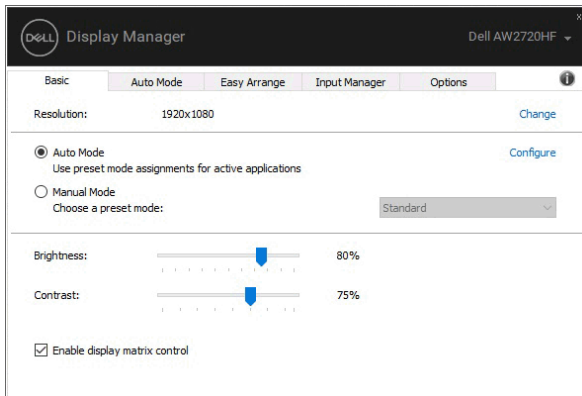 DELL Display Manager
Dell AW2720HF
Basic Auto Mode Easy Arrange Input Manager Options
Resolution: 1920x1080 Change
Auto Mode Configure
Use preset mode assignments for active applications
Manual Mode
Choose a preset mode: Standard
Brightness: 80%
Contrast: 75%
Enable display matrix control